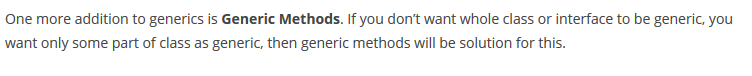 One more addition to generics is Generic Methods. If you don’t want whole class or interface to be generic, you
want only some part of class as generic, then generic methods will be solution for this.